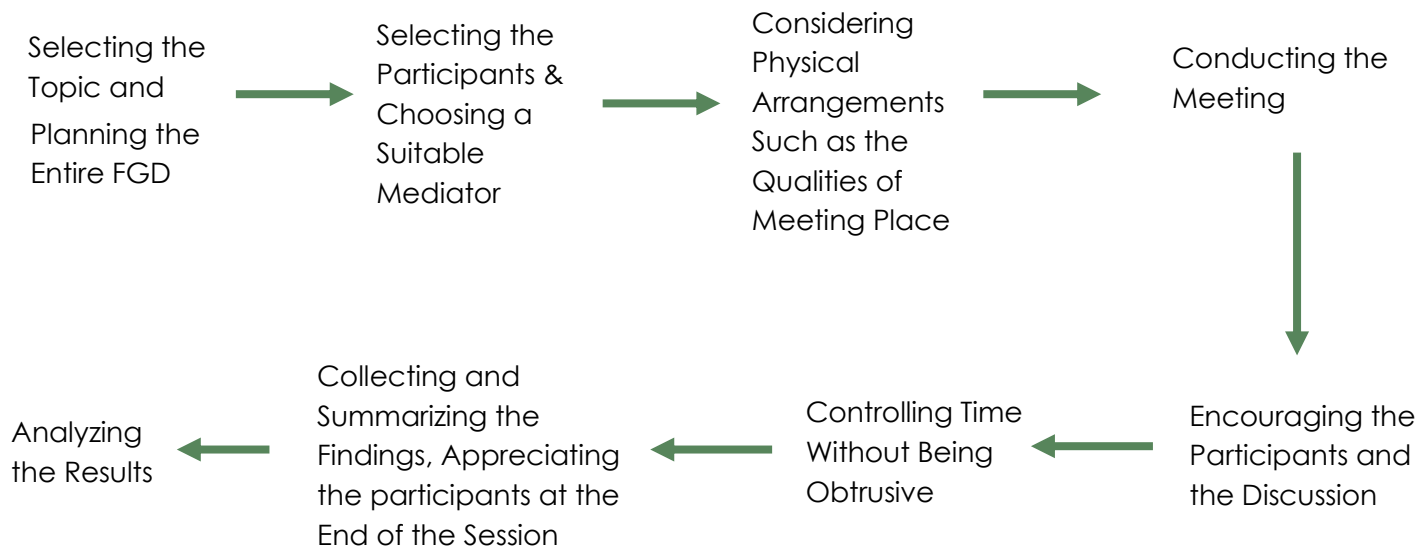 Selecting the
Topic and
Planning the
Entire FGD
Selecting the
Participants &
Choosing a
Suitable
Mediator
Considering
Physical
Arrangements
Such as the
Qualities of
Meeting Place
Conducting the
Meeting
Encouraging the
Participants and
the Discussion
Controlling Time
Without Being
Obtrusive
Collecting and
Summarizing the
Findings, Appreciating
the participants at the
End of the Session
Analyzing
the Results